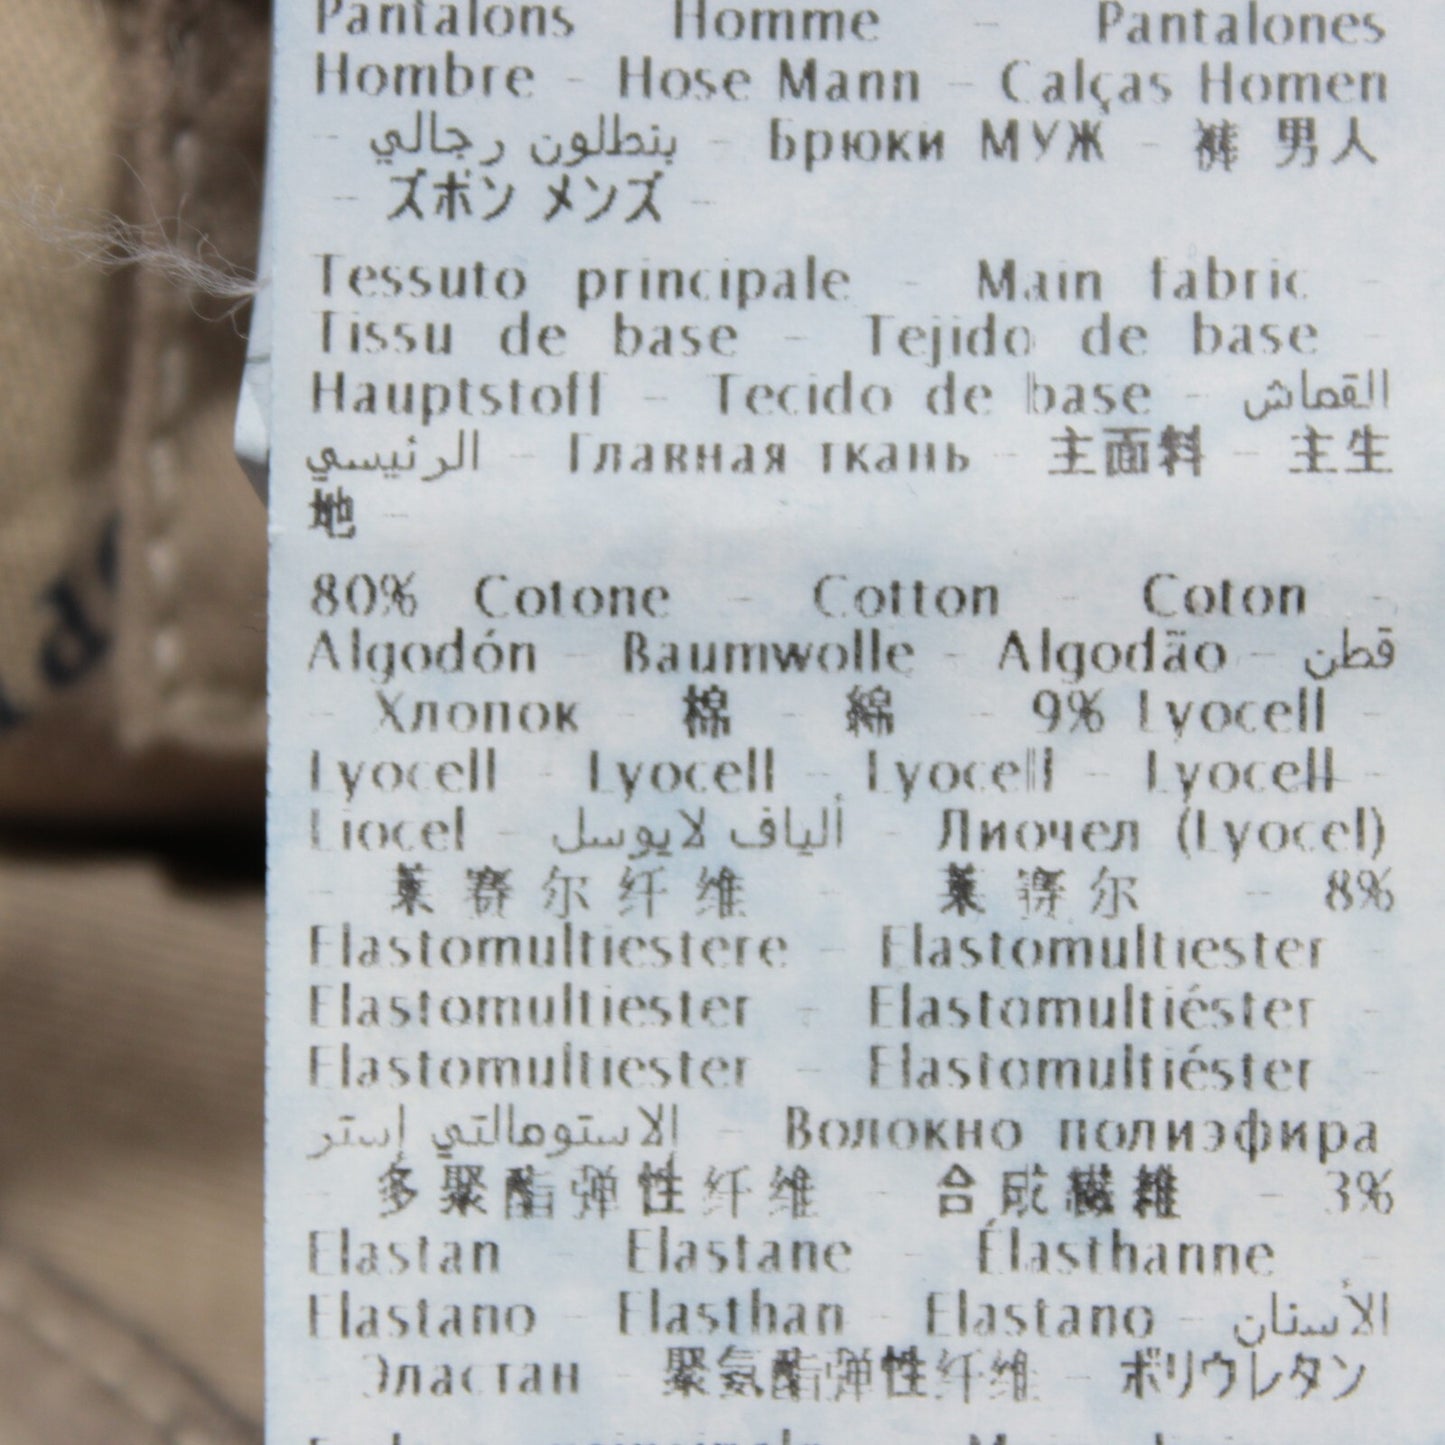 Pantalons Homme - Pantalones
Hombre - Hose Mann - Calças Homen
- بنطلون رجالي - Брюки МУЖ - 裤 男人
- ズボン メンズ -
Tessuto principale - Main fabric -
Tissu de base - Tejido de base -
Hauptstoff - Tecido de base - القماش
الرئيسي - Главная ткань - 主面料 - 主生
地 -
80% Cotone - Cotton - Coton -
Algodón - Baumwolle - Algodão - قطن
- Хлопок - 棉 - 綿 - 9% Lyocell -
Lyocell - Lyocell - Lyocell - Lyocell -
Liocel - ألياف لايوسل - Лиочел (Lyocel)
- 莱赛尔纤维 - 莱赛尔 - 8%
Elastomultiestere - Elastomultiester -
Elastomultiester - Elastomultiéster -
Elastomultiester - Elastomultiéster -
الاستومالتي إستر - Волокно полиэфира
- 多聚酯弹性纤维 - 合成繊維 - 3%
Elastan - Elastane - Élasthanne -
Elastano - Elasthan - Elastano - الأستان
- Эластан - 聚氨酯弹性纤维 - ポリウレタン